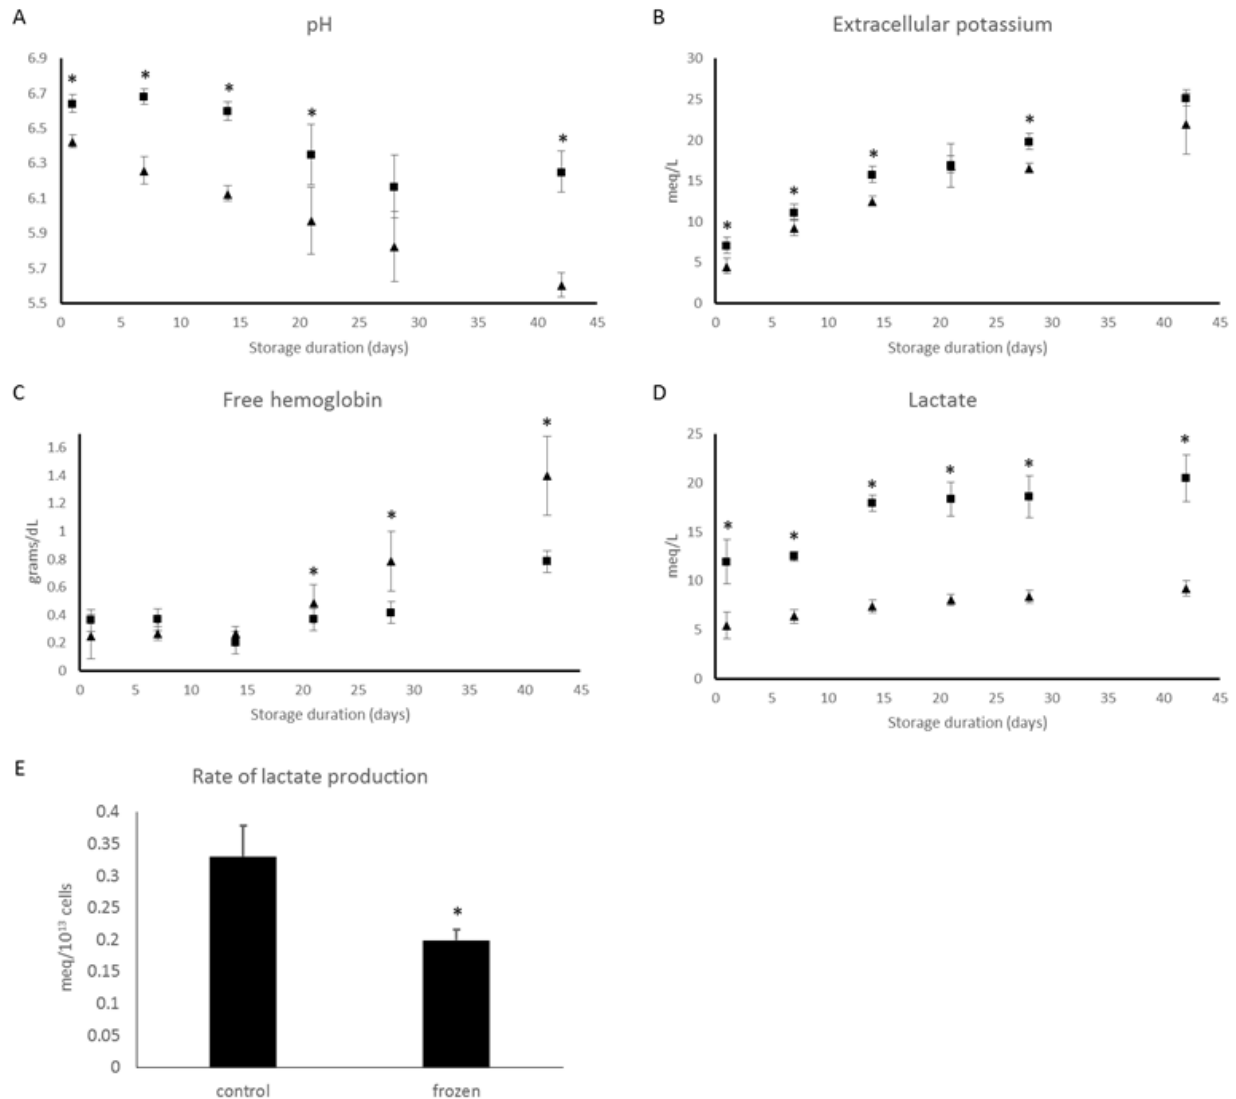 A
pH
6.9
6.7
6.5
6.3
6.1
5.9
5.7
5.5
* * * * *
0 5 10 15 20 25 30 35 40 45
Storage duration (days)
B
Extracellular potassium
meq/L
30
25
20
15
10
5
0
* * * *
0 5 10 15 20 25 30 35 40 45
Storage duration (days)
C
Free hemoglobin
grams/dL
1.6
1.4
1.2
1
0.8
0.6
0.4
0.2
0
* * *
0 5 10 15 20 25 30 35 40 45
Storage duration (days)
D
Lactate
meq/L
25
20
15
10
5
0
* * * * * *
0 5 10 15 20 25 30 35 40 45
Storage duration (days)
E
Rate of lactate production
meq/10¹³ cells
0.4
0.35
0.3
0.25
0.2
0.15
0.1
0.05
0
*
control frozen